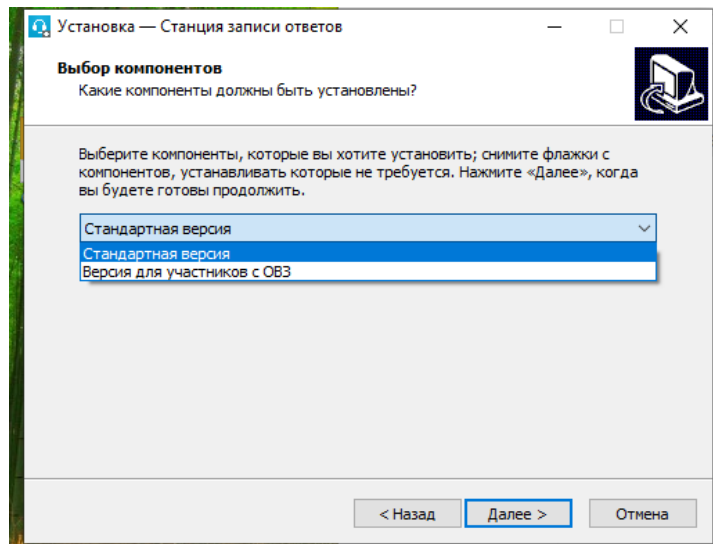 Установка — Станция записи ответов
Выбор компонентов
Какие компоненты должны быть установлены?
Выберите компоненты, которые вы хотите установить; снимите флажки с
компонентов, устанавливать которые не требуется. Нажмите «Далее», когда
вы будете готовы продолжить.
Стандартная версия
Стандартная версия
Версия для участников с ОВЗ
< Назад
Далее >
Отмена